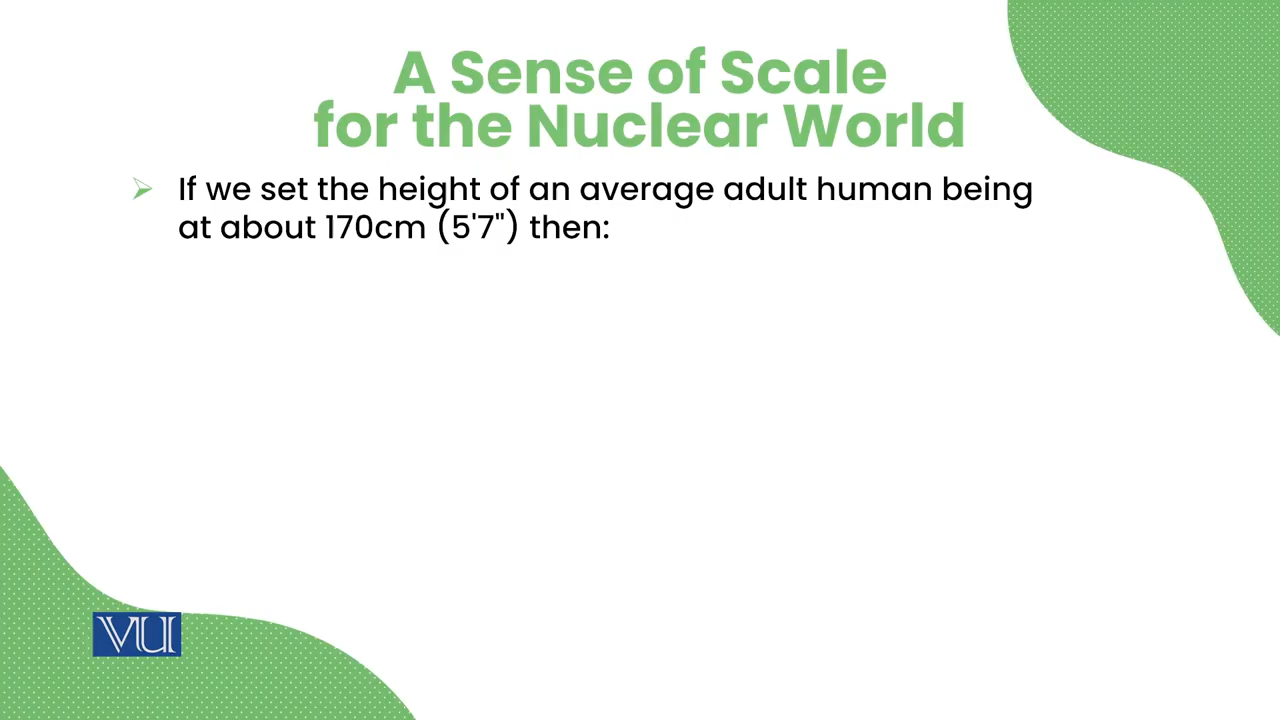 A Sense of Scale
for the Nuclear World
If we set the height of an average adult human being
at about 170cm (5'7") then:
VU